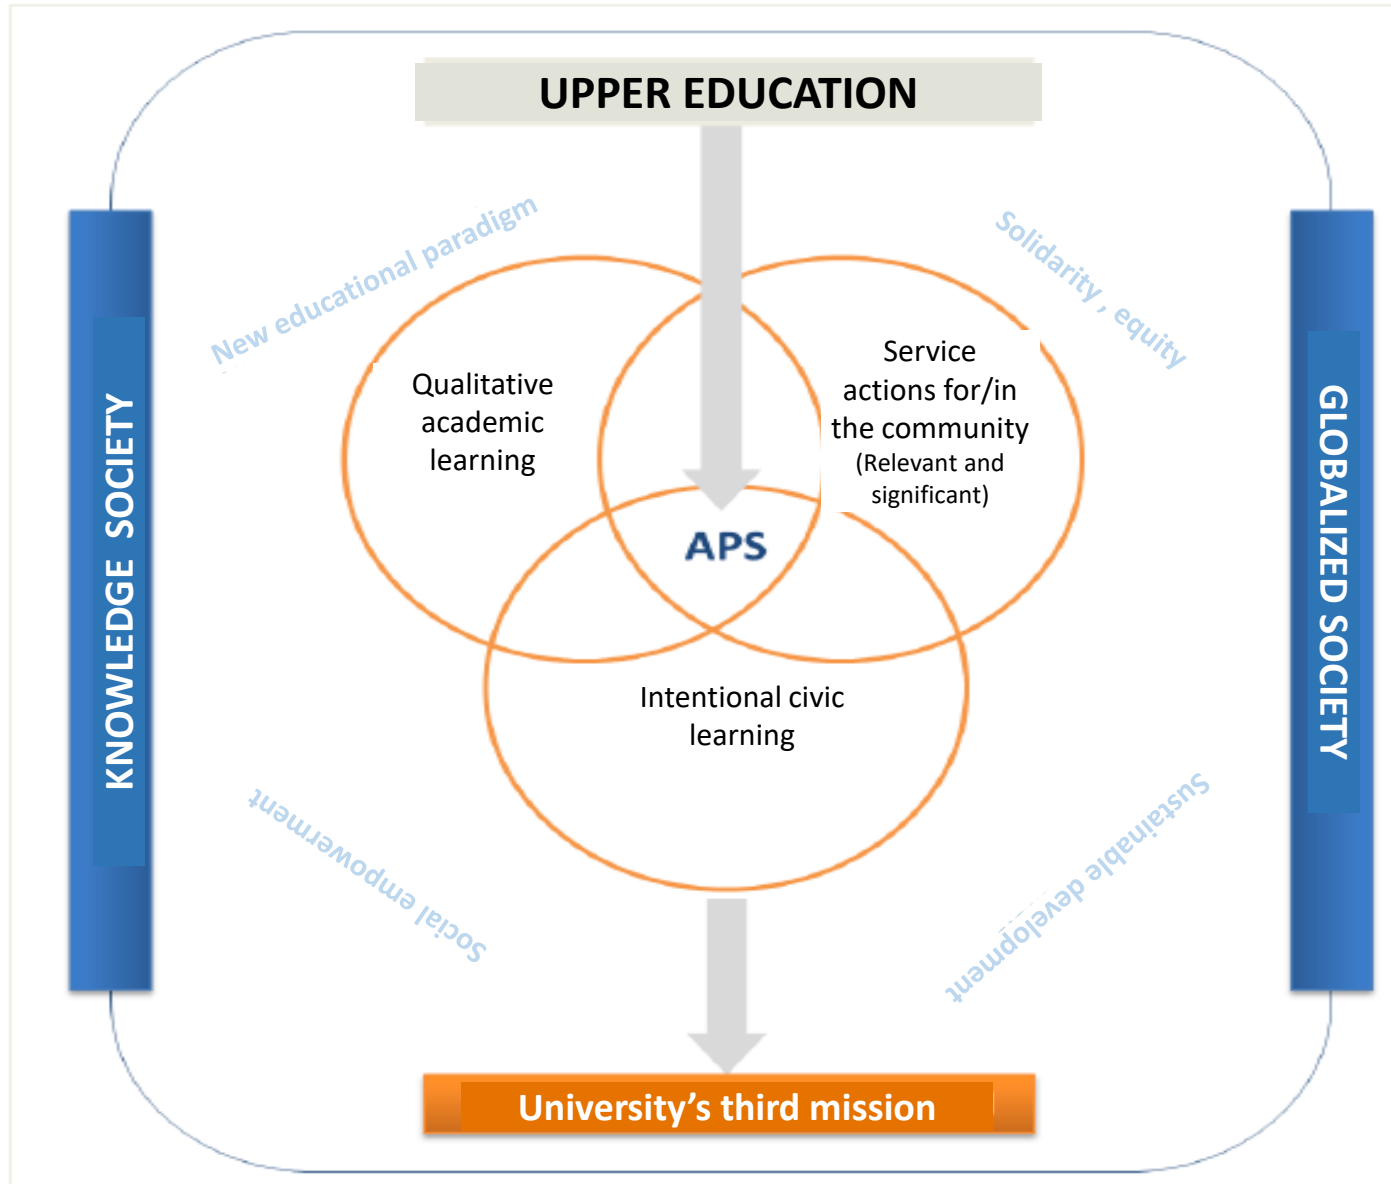 UPPER EDUCATION
New educational paradigm
Solidarity , equity
KNOWLEDGE SOCIETY
GLOBALIZED SOCIETY
Qualitative
academic
learning
Service
actions for/in
the community
(Relevant and
significant)
APS
Intentional civic
learning
Social empowerment
Sustainable development
University’s third mission